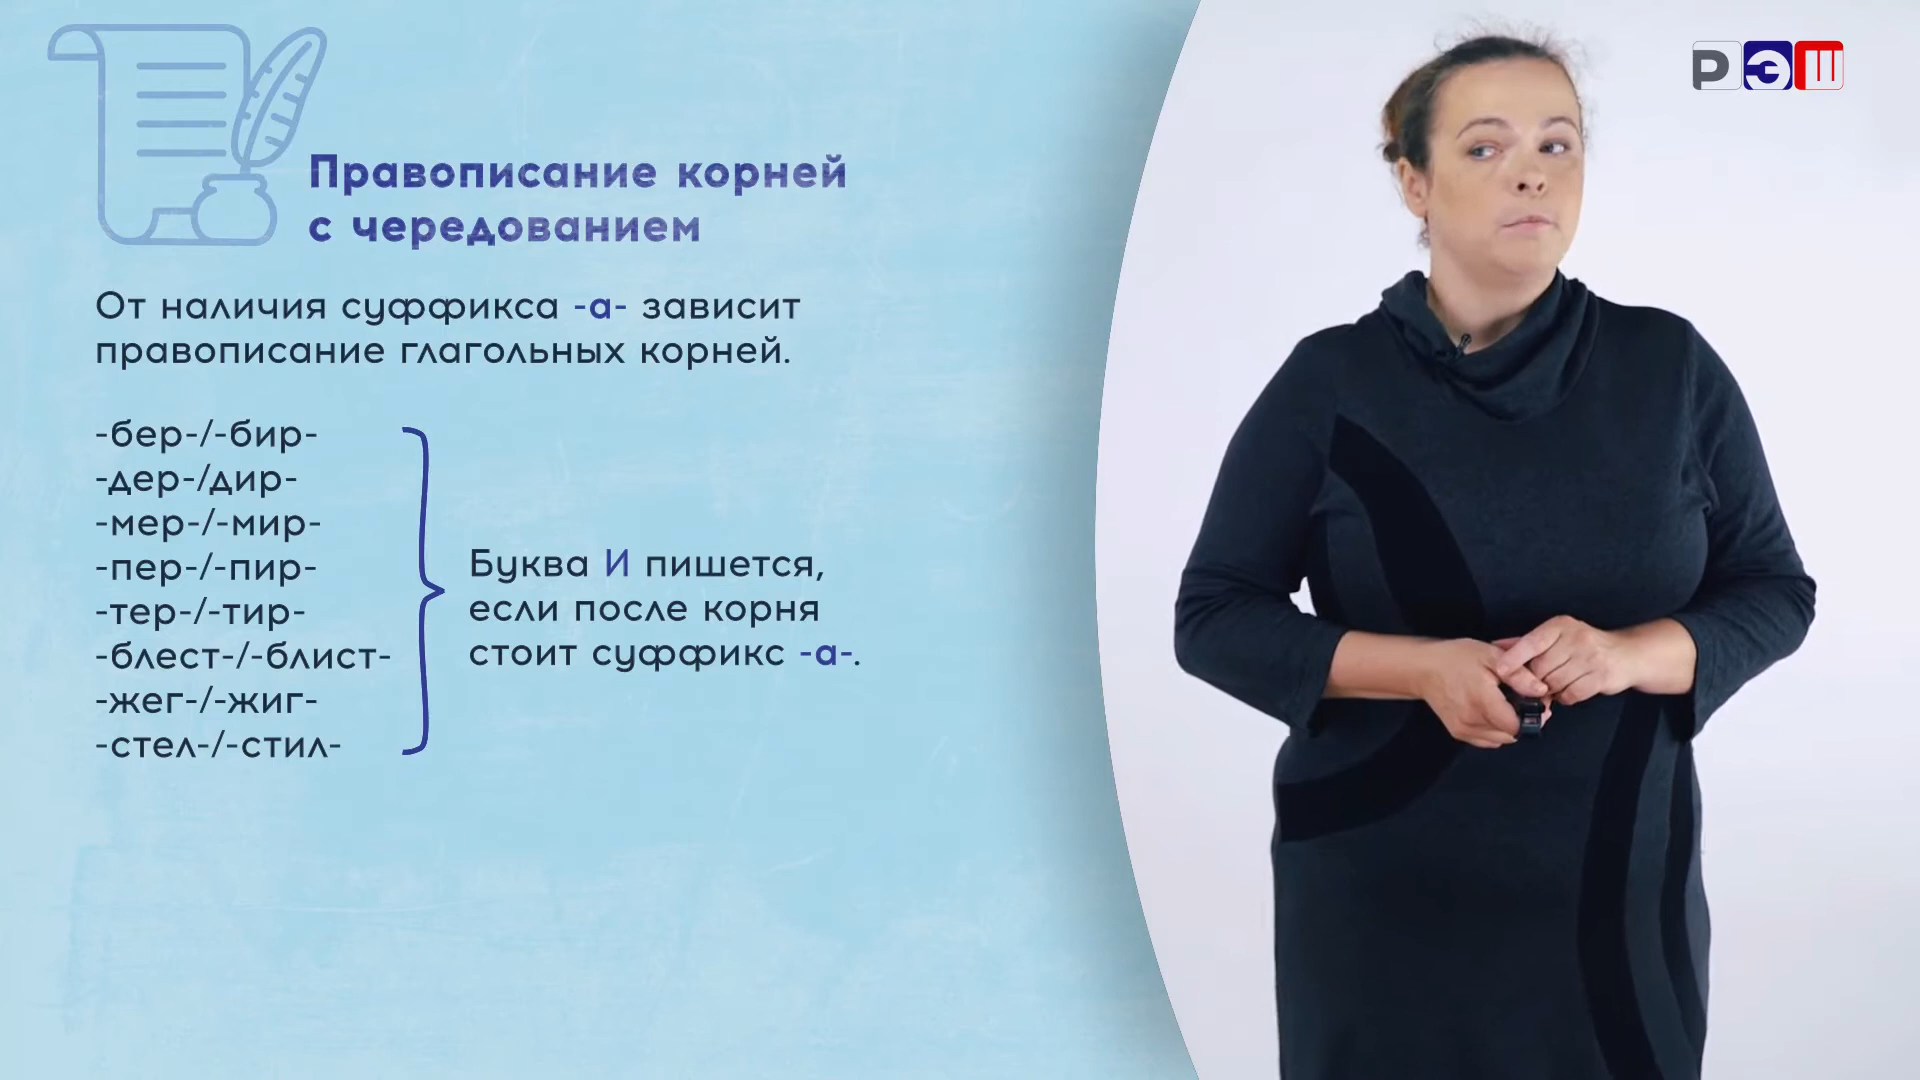 РЭШ
Правописание корней
с чередованием
От наличия суффикса -а- зависит
правописание глагольных корней.
-бер-/-бир-
-дер-/дир-
-мер-/-мир-
-пер-/-пир-
-тер-/-тир-
-блест-/-блист-
-жег-/-жиг-
-стел-/-стил-
Буква И пишется,
если после корня
стоит суффикс -а-.